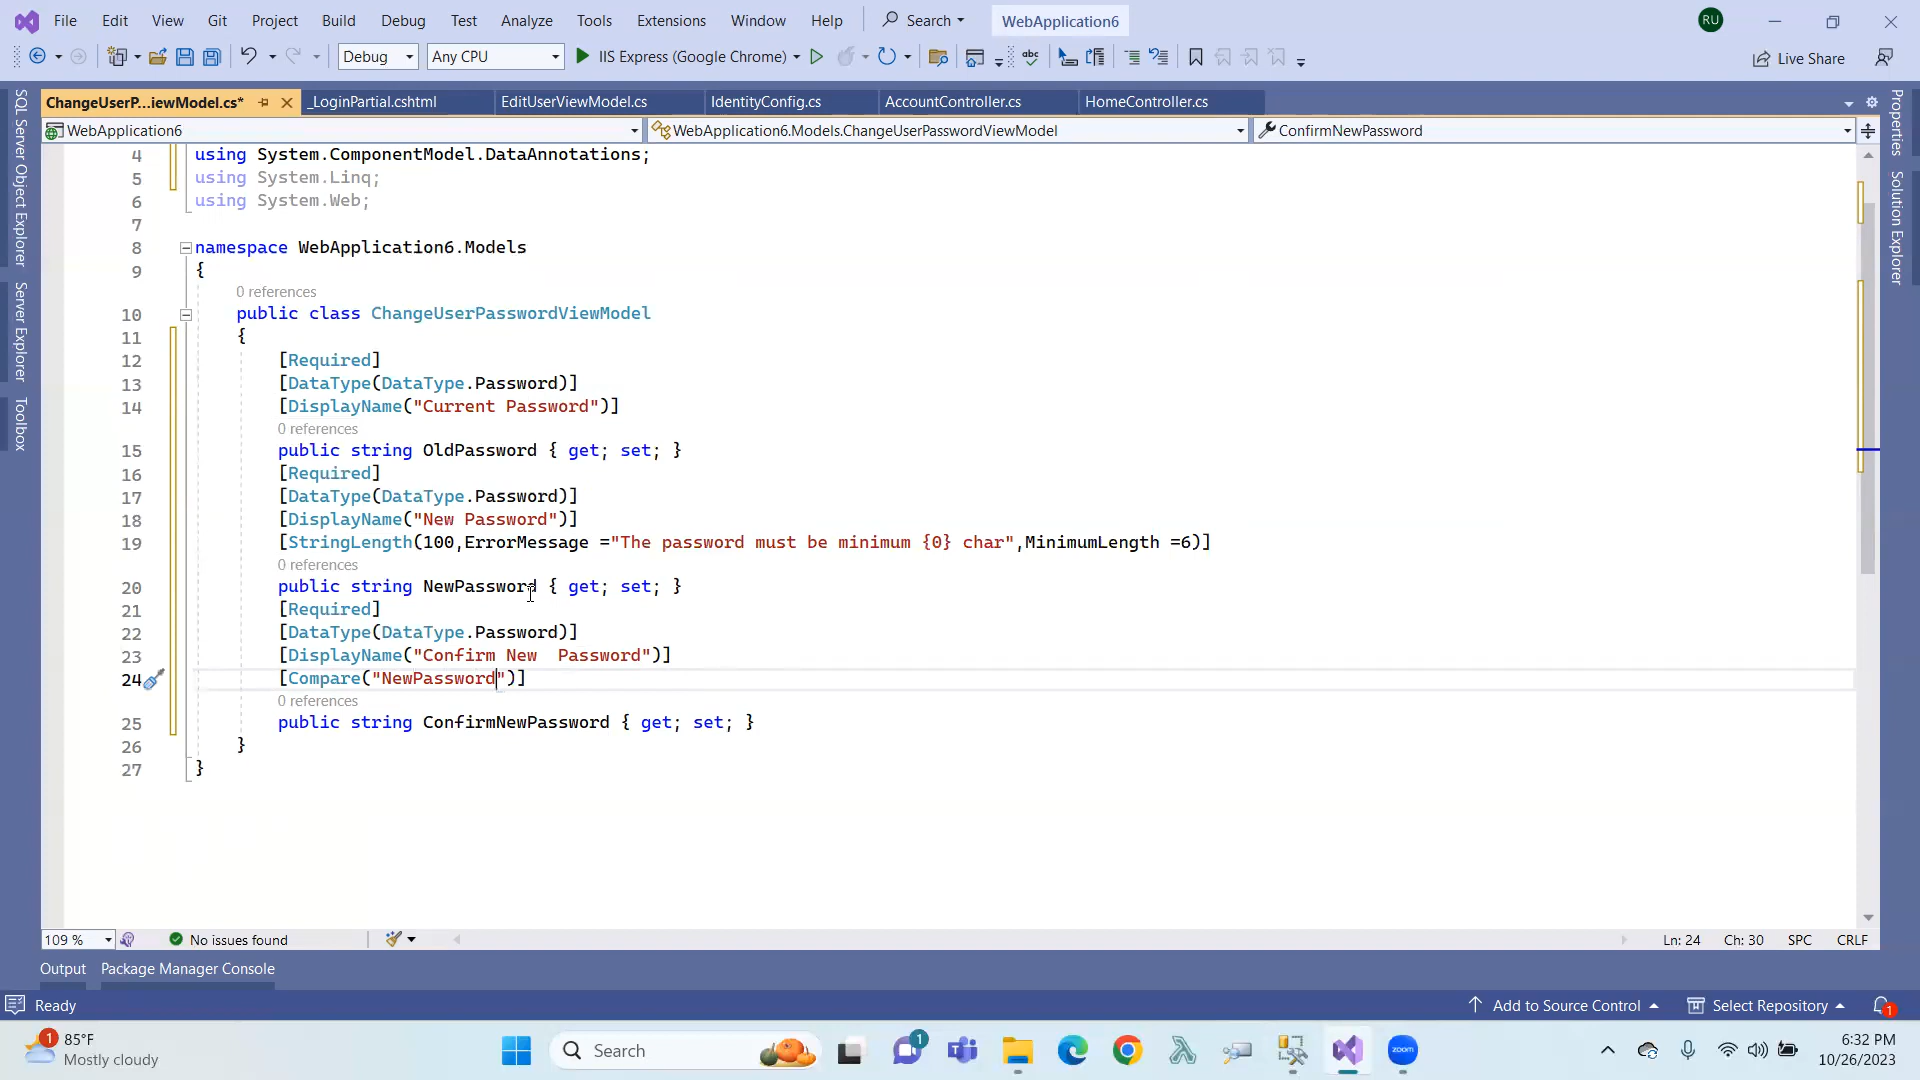 File Edit View Git Project Build Debug Test Analyze Tools Extensions Window Help Search WebApplication6 RU
Debug Any CPU IIS Express (Google Chrome) Live Share
ChangeUserP...iewModel.cs* _LoginPartial.cshtml EditUserViewModel.cs IdentityConfig.cs AccountController.cs HomeController.cs
WebApplication6 WebApplication6.Models.ChangeUserPasswordViewModel ConfirmNewPassword
SQL Server Object Explorer
Server Explorer
Toolbox
Properties
Solution Explorer
4 using System.ComponentModel.DataAnnotations;
5 using System.Linq;
6 using System.Web;
7
8 namespace WebApplication6.Models
9 {
0 references
10 public class ChangeUserPasswordViewModel
11 {
12 [Required]
13 [DataType(DataType.Password)]
14 [DisplayName("Current Password")]
0 references
15 public string OldPassword { get; set; }
16 [Required]
17 [DataType(DataType.Password)]
18 [DisplayName("New Password")]
19 [StringLength(100,ErrorMessage ="The password must be minimum {0} char",MinimumLength =6)]
0 references
20 public string NewPassword { get; set; }
21 [Required]
22 [DataType(DataType.Password)]
23 [DisplayName("Confirm New  Password")]
24 [Compare("NewPassword")]
0 references
25 public string ConfirmNewPassword { get; set; }
26 }
27 }
109 % No issues found Ln: 24 Ch: 30 SPC CRLF
Output Package Manager Console
Ready Add to Source Control Select Repository 1
1 85°F
Mostly cloudy
Search
1
zoom
6:32 PM
10/26/2023